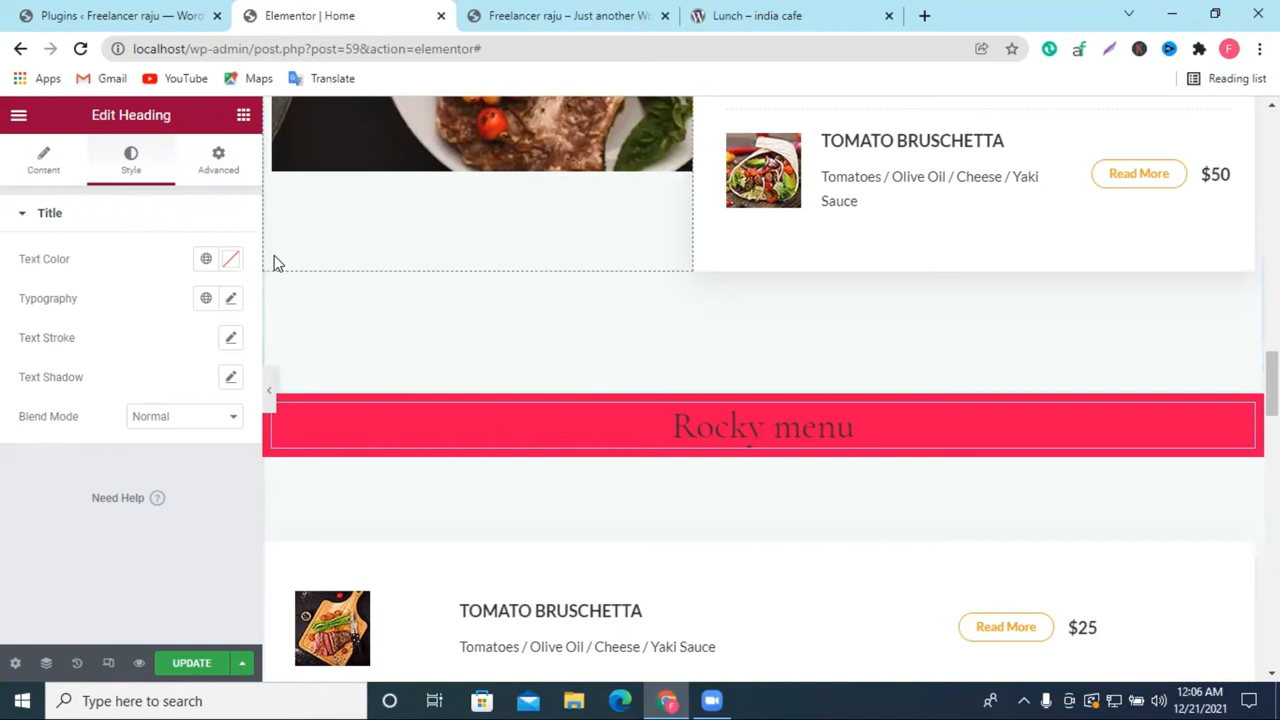 Plugins ‹ Freelancer raju — Word
Elementor | Home
Freelancer raju – Just another Wo
Lunch – india cafe
localhost/wp-admin/post.php?post=59&action=elementor#
Apps
Gmail
YouTube
Maps
Translate
Reading list
Edit Heading
Content
Style
Advanced
Title
Text Color
Typography
Text Stroke
Text Shadow
Blend Mode
Normal
Need Help ?
UPDATE
TOMATO BRUSCHETTA
Tomatoes / Olive Oil / Cheese / Yaki
Sauce
Read More
$50
Rocky menu
TOMATO BRUSCHETTA
Tomatoes / Olive Oil / Cheese / Yaki Sauce
Read More
$25
Type here to search
12:06 AM
12/21/2021